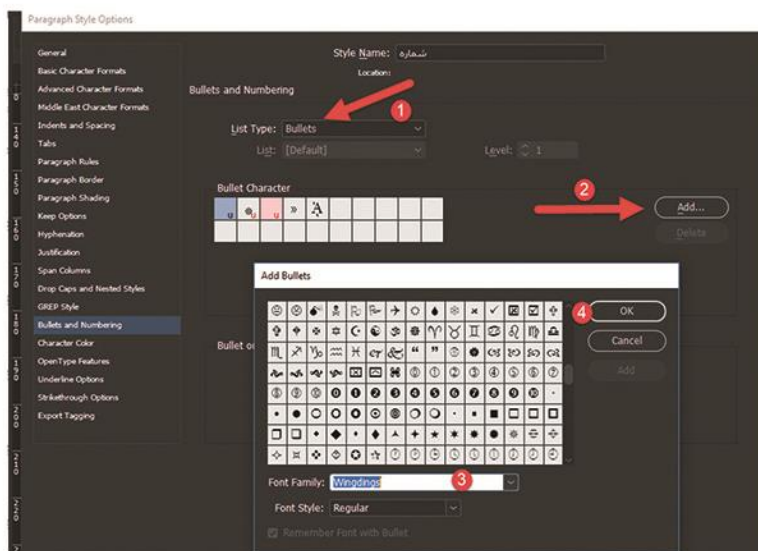 Paragraph Style Options
General
Basic Character Formats
Advanced Character Formats
Middle East Character Formats
Indents and Spacing
Tabs
Paragraph Rules
Paragraph Border
Paragraph Shading
Keep Options
Hyphenation
Justification
Span Columns
Drop Caps and Nested Styles
GREP Style
Bullets and Numbering
Character Color
OpenType Features
Underline Options
Strikethrough Options
Export Tagging
Style Name: شماره
Location:
Bullets and Numbering
1
List Type: Bullets
List: [Default] Level: 1
Bullet Character
2
Add...
Delete
Add Bullets
4
OK
Cancel
Add
Font Family: Wingdings
3
Font Style: Regular
Remember Font with Bullet